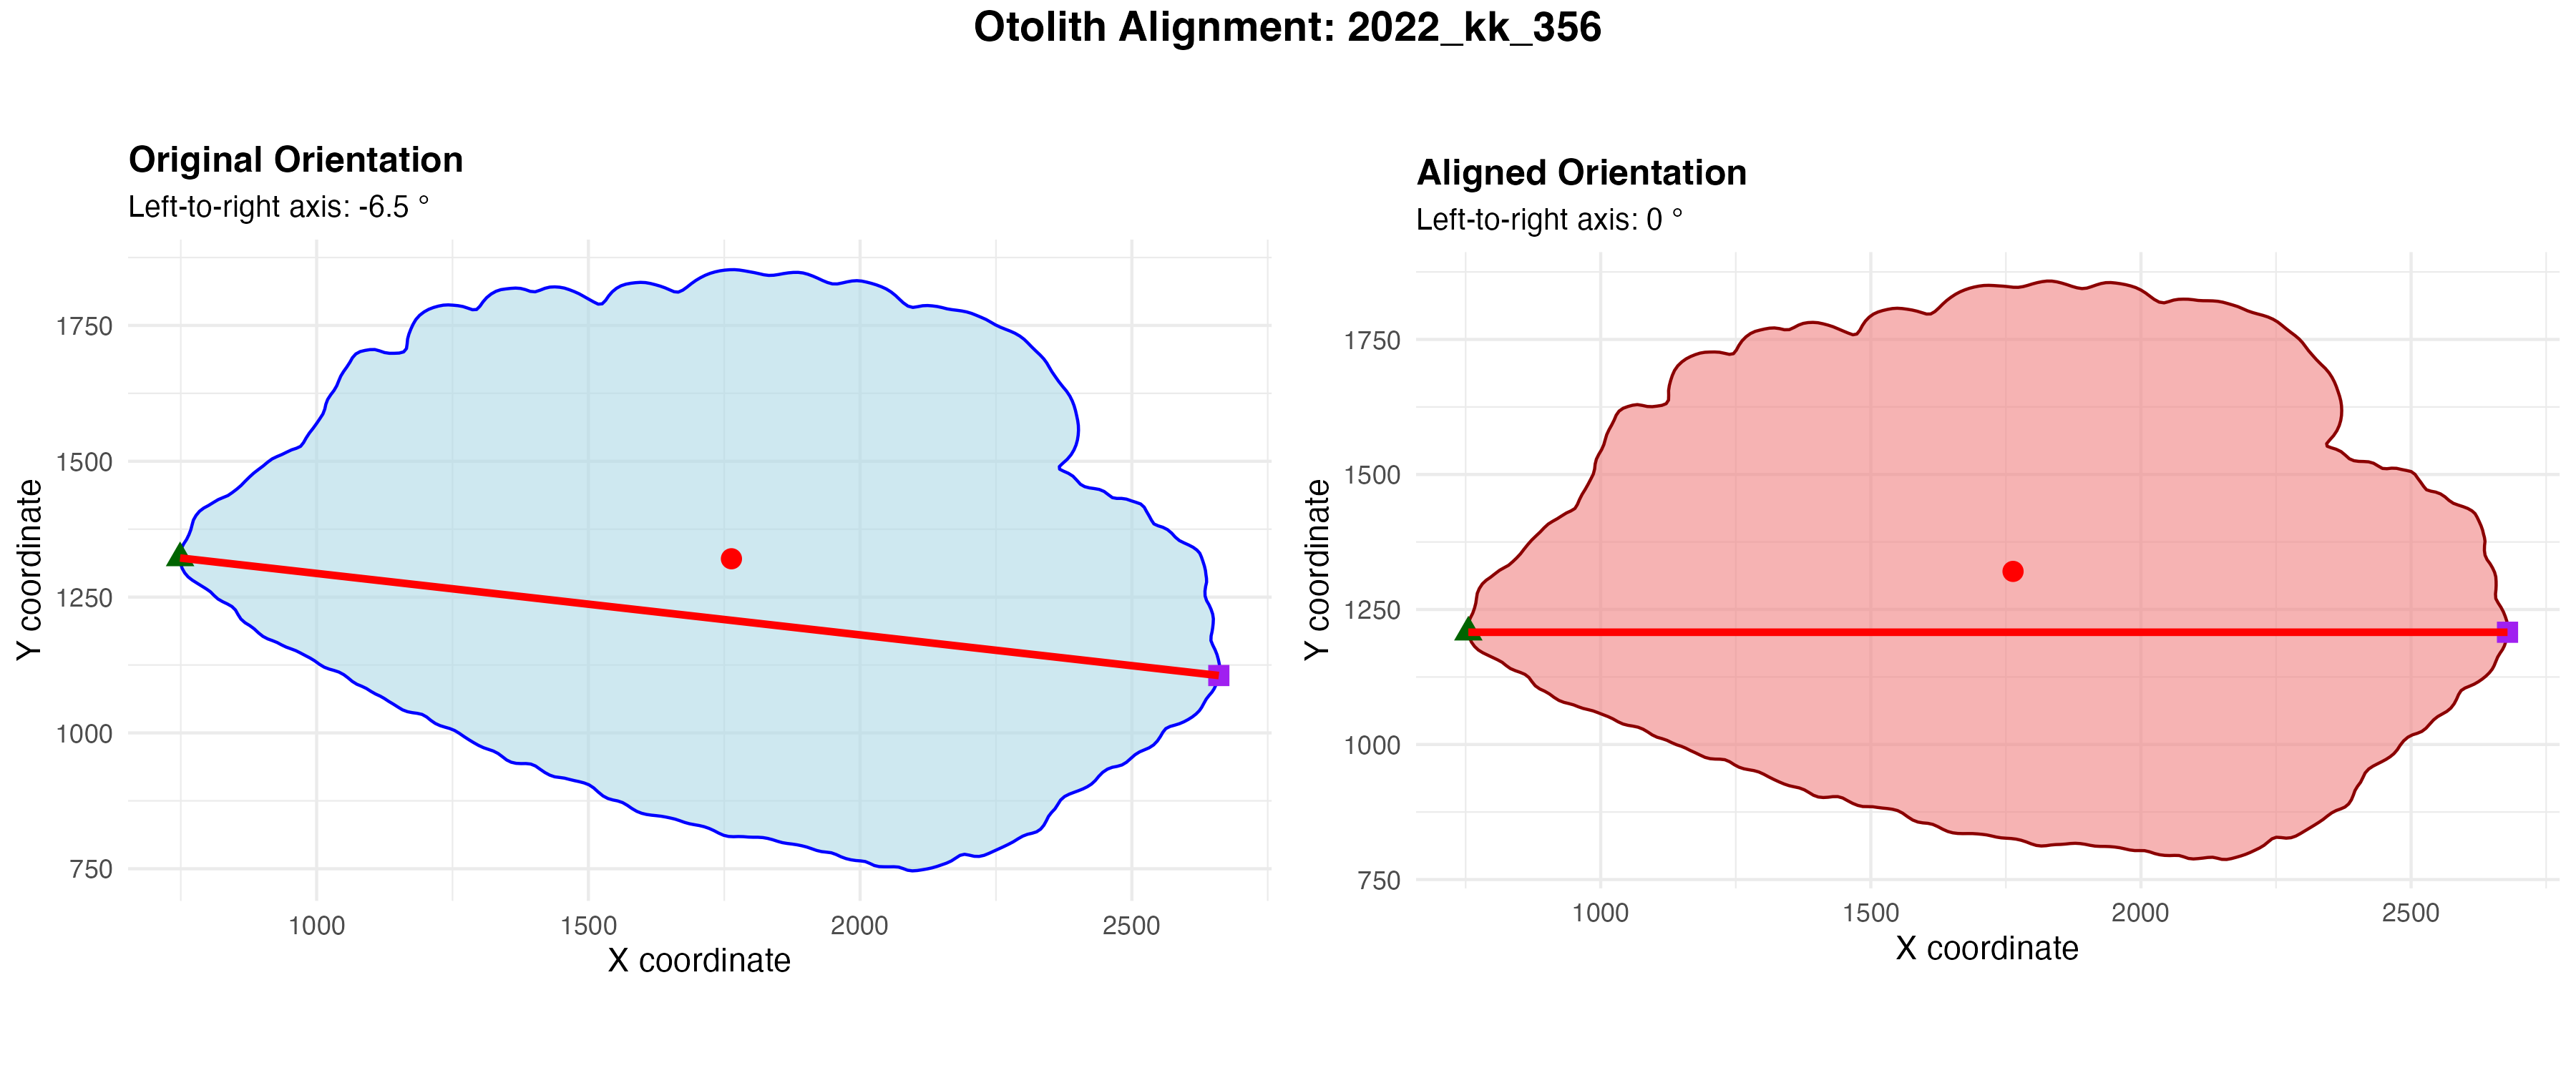 Otolith Alignment: 2022_kk_356
Original Orientation
Left-to-right axis: -6.5 °
Y coordinate
1750
1500
1250
1000
750
1000 1500 2000 2500
X coordinate
Aligned Orientation
Left-to-right axis: 0 °
Y coordinate
1750
1500
1250
1000
750
1000 1500 2000 2500
X coordinate